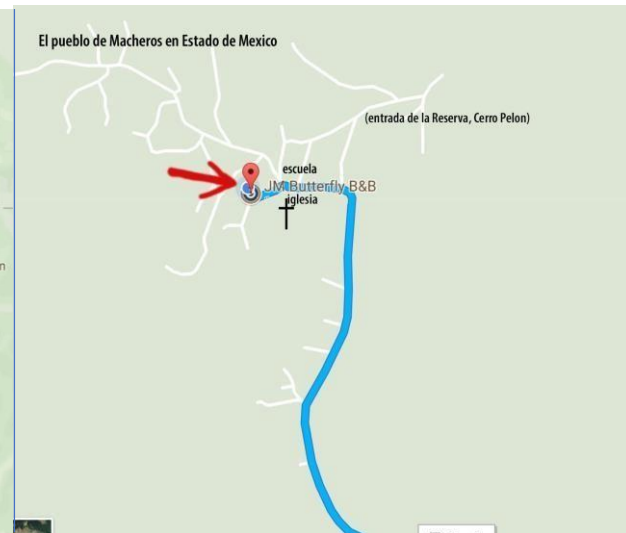 El pueblo de Macheros en Estado de Mexico
(entrada de la Reserva, Cerro Pelon)
escuela
JM Butterfly B&B
iglesia
n